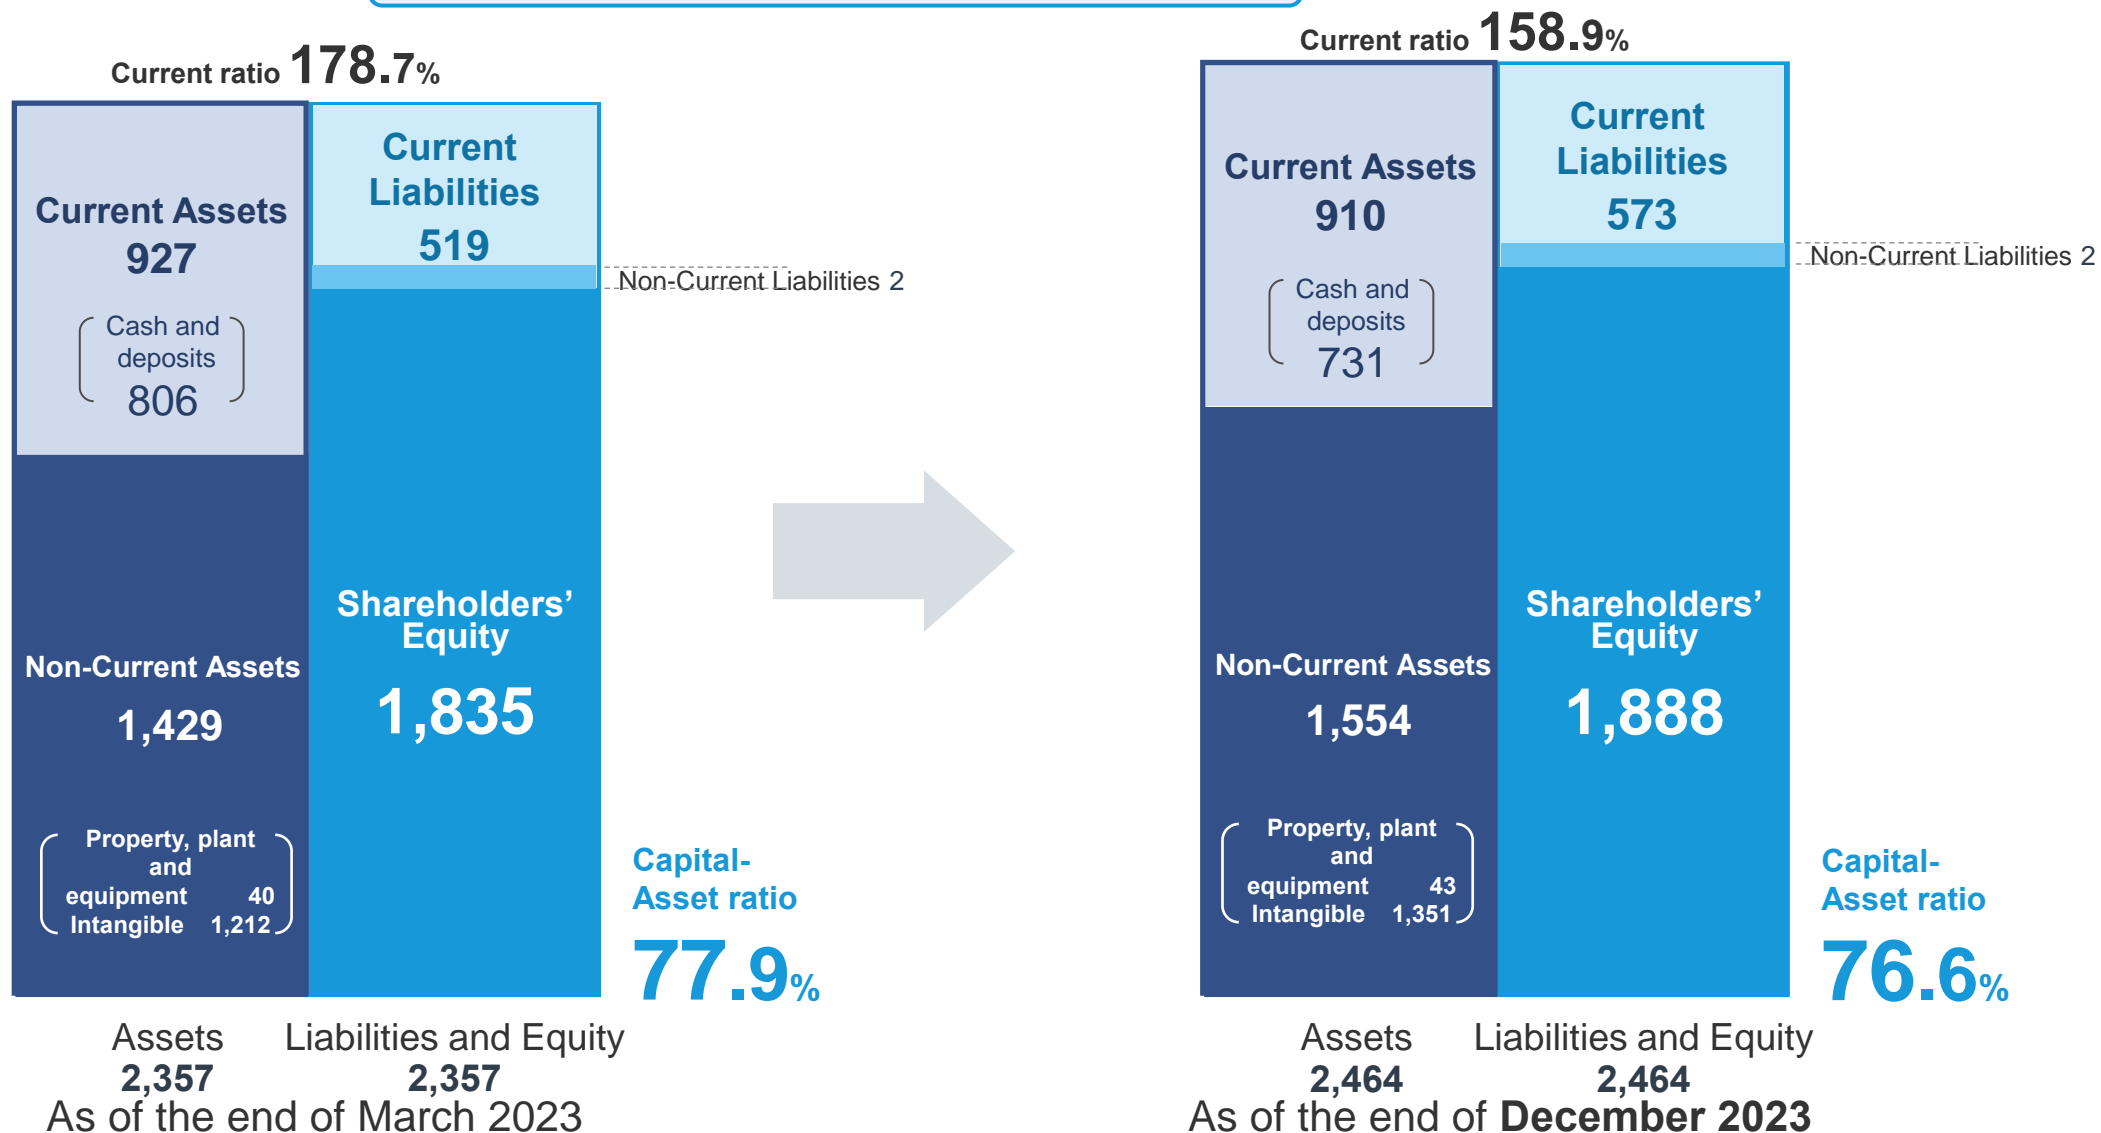 Current ratio 178.7%
Current Assets
927
Cash and
deposits
806
Current
Liabilities
519
Non-Current Liabilities 2
Non-Current Assets
1,429
Property, plant
and
equipment 40
Intangible 1,212
Shareholders’
Equity
1,835
Capital-
Asset ratio
77.9%
Assets
2,357
Liabilities and Equity
2,357
As of the end of March 2023
Current ratio 158.9%
Current Assets
910
Cash and
deposits
731
Current
Liabilities
573
Non-Current Liabilities 2
Non-Current Assets
1,554
Property, plant
and
equipment 43
Intangible 1,351
Shareholders’
Equity
1,888
Capital-
Asset ratio
76.6%
Assets
2,464
Liabilities and Equity
2,464
As of the end of December 2023